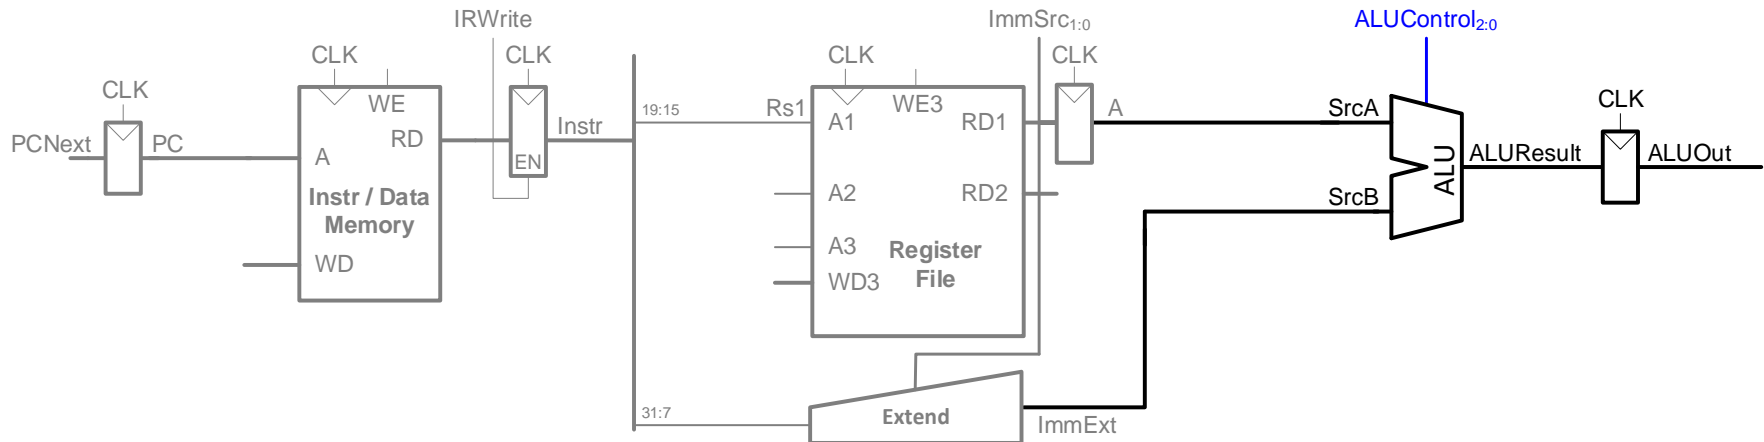 IRWrite
ImmSrc1:0
ALUControl2:0
CLK
CLK
CLK
CLK
CLK
CLK
WE
WE3
19:15
Rs1
A1
RD1
A
SrcA
PCNext
PC
RD
Instr
A
EN
ALU
ALUResult
ALUOut
Instr / Data
Memory
A2
RD2
SrcB
A3
Register
File
WD
WD3
31:7
Extend
ImmExt